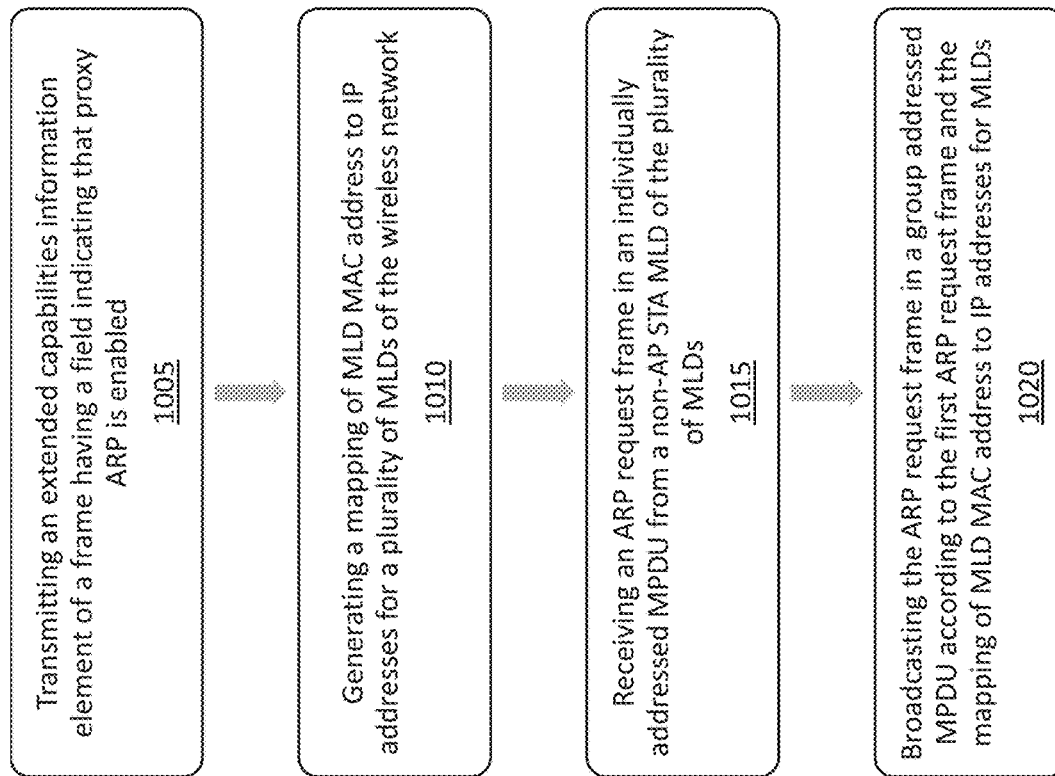 Transmitting an extended capabilities information
element of a frame having a field indicating that proxy
ARP is enabled
1005
Generating a mapping of MLD MAC address to IP
addresses for a plurality of MLDs of the wireless network
1010
Receiving an ARP request frame in an individually
addressed MPDU from a non-AP STA MLD of the plurality
of MLDs
1015
Broadcasting the ARP request frame in a group addressed
MPDU according to the first ARP request frame and the
mapping of MLD MAC address to IP addresses for MLDs
1020